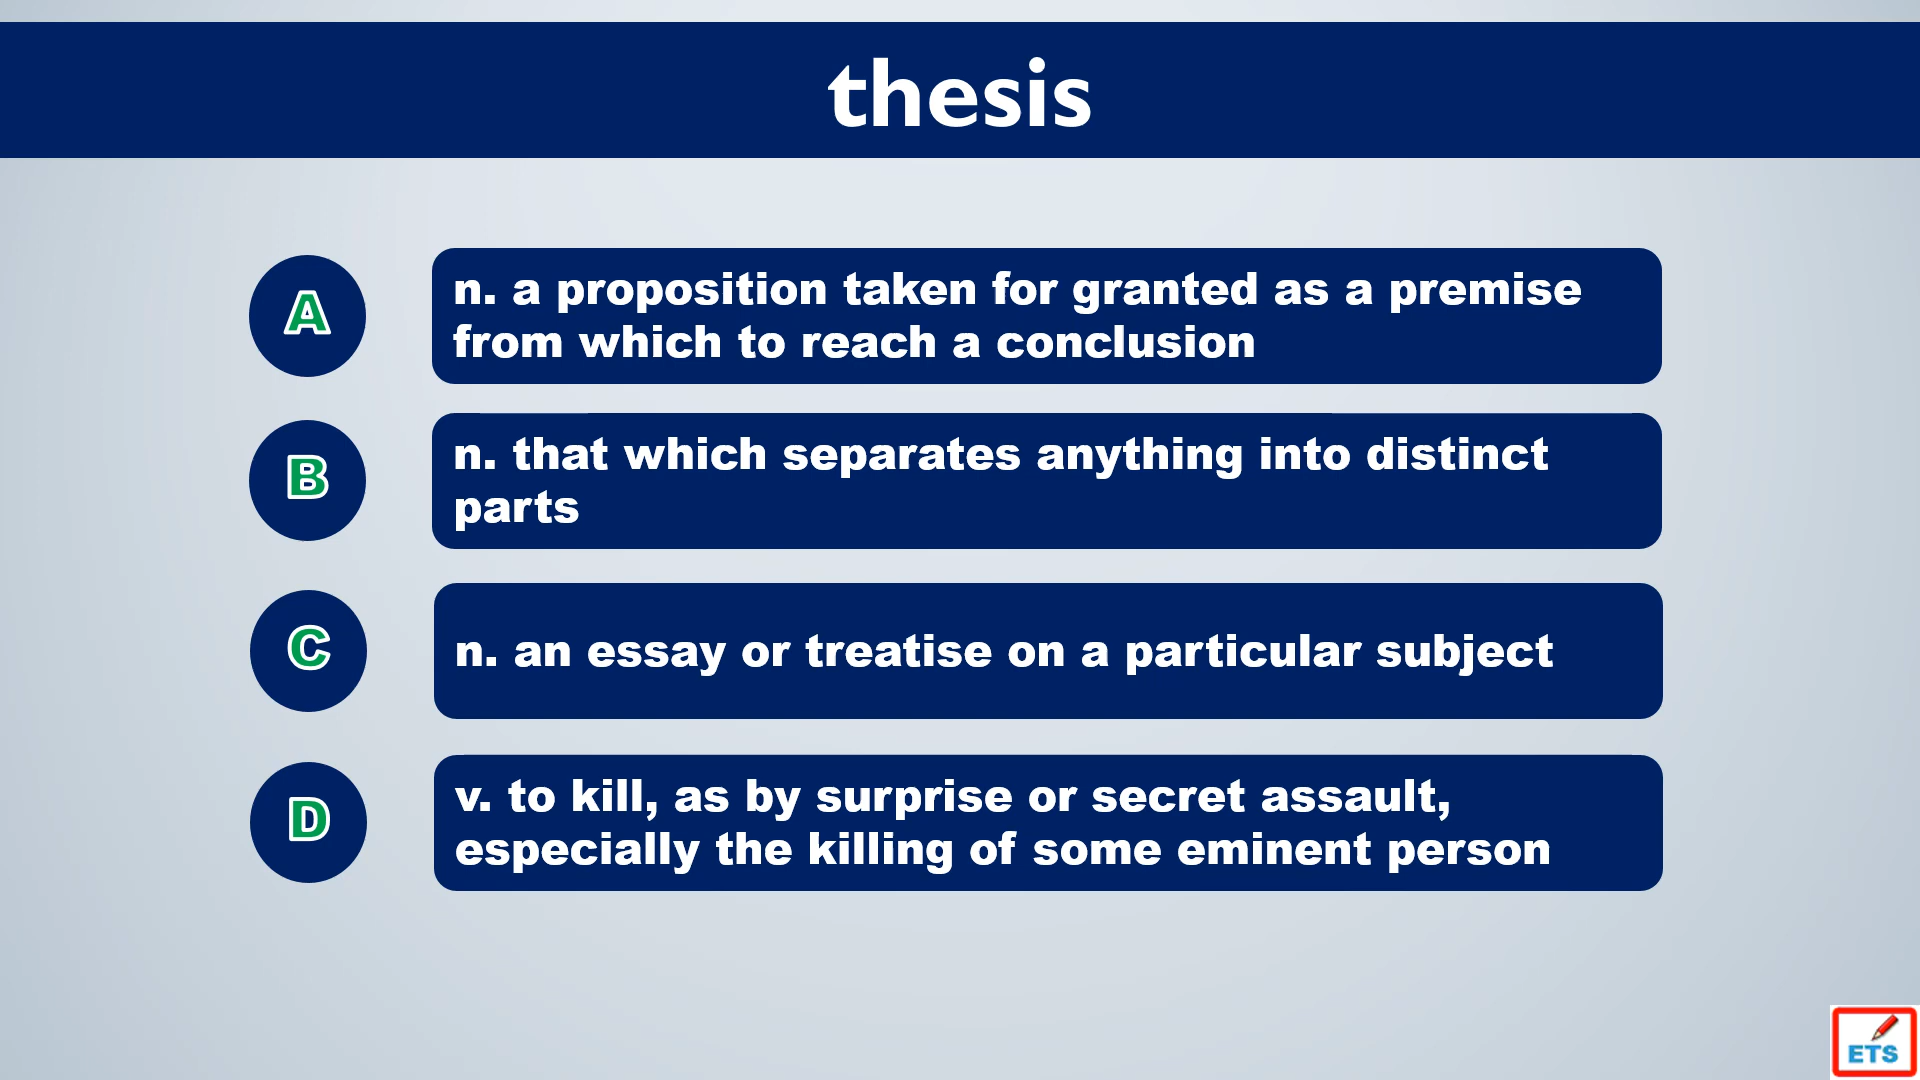 thesis
A
n. a proposition taken for granted as a premise
from which to reach a conclusion
B
n. that which separates anything into distinct
parts
C
n. an essay or treatise on a particular subject
D
v. to kill, as by surprise or secret assault,
especially the killing of some eminent person
ETS